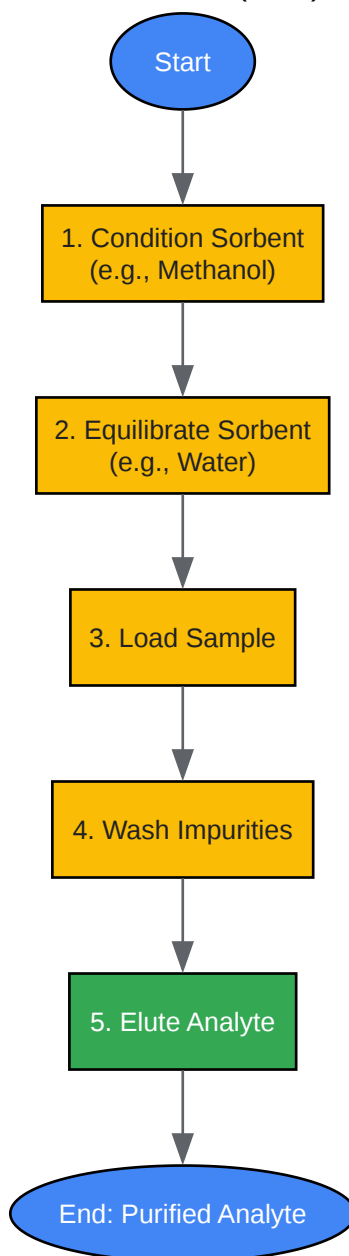 Start
1. Condition Sorbent
(e.g., Methanol)
2. Equilibrate Sorbent
(e.g., Water)
3. Load Sample
4. Wash Impurities
5. Elute Analyte
End: Purified Analyte